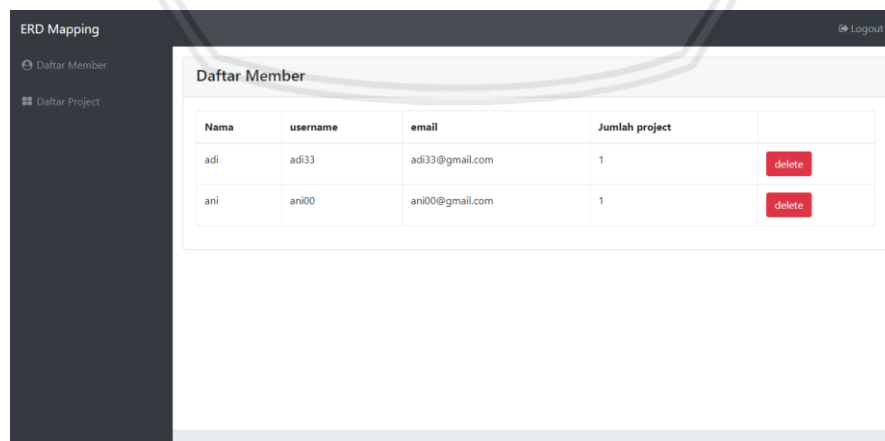 ERD Mapping Logout
Daftar Member
Daftar Project
Daftar Member
Nama username email Jumlah project
adi adi33 adi33@gmail.com 1 delete
ani ani00 ani00@gmail.com 1 delete